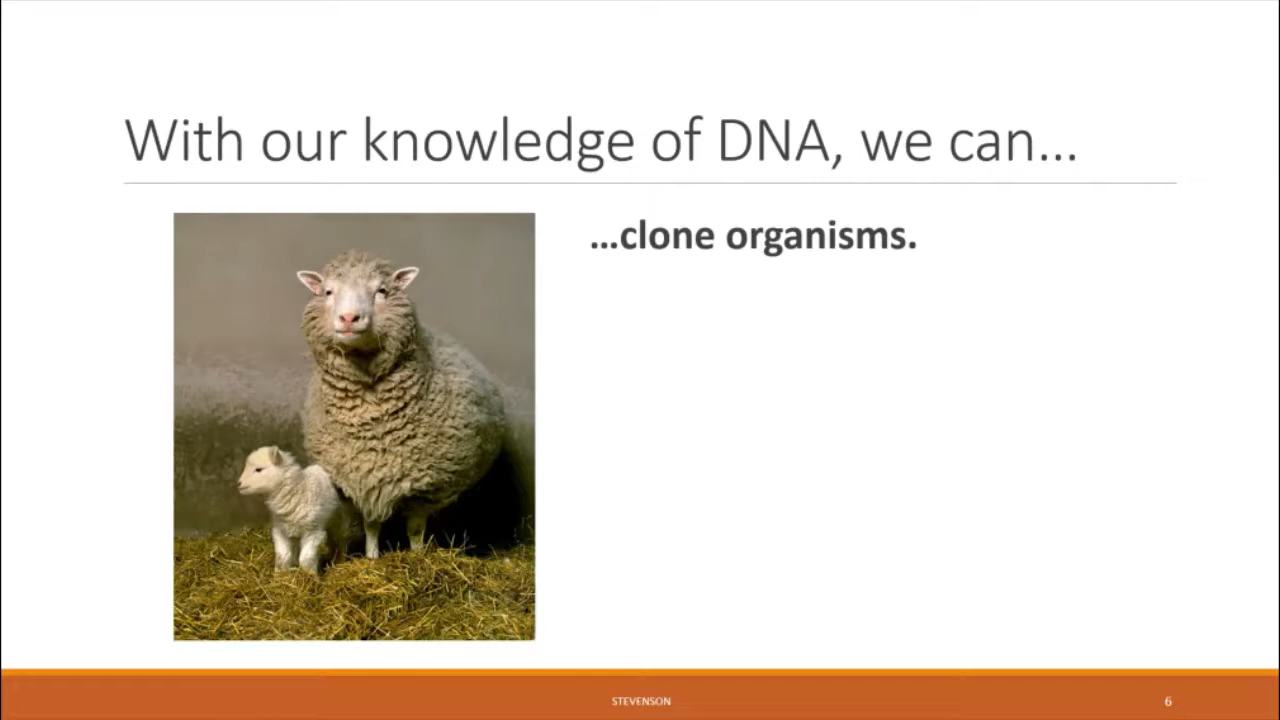 With our knowledge of DNA, we can…
…clone organisms.
STEVENSON
6